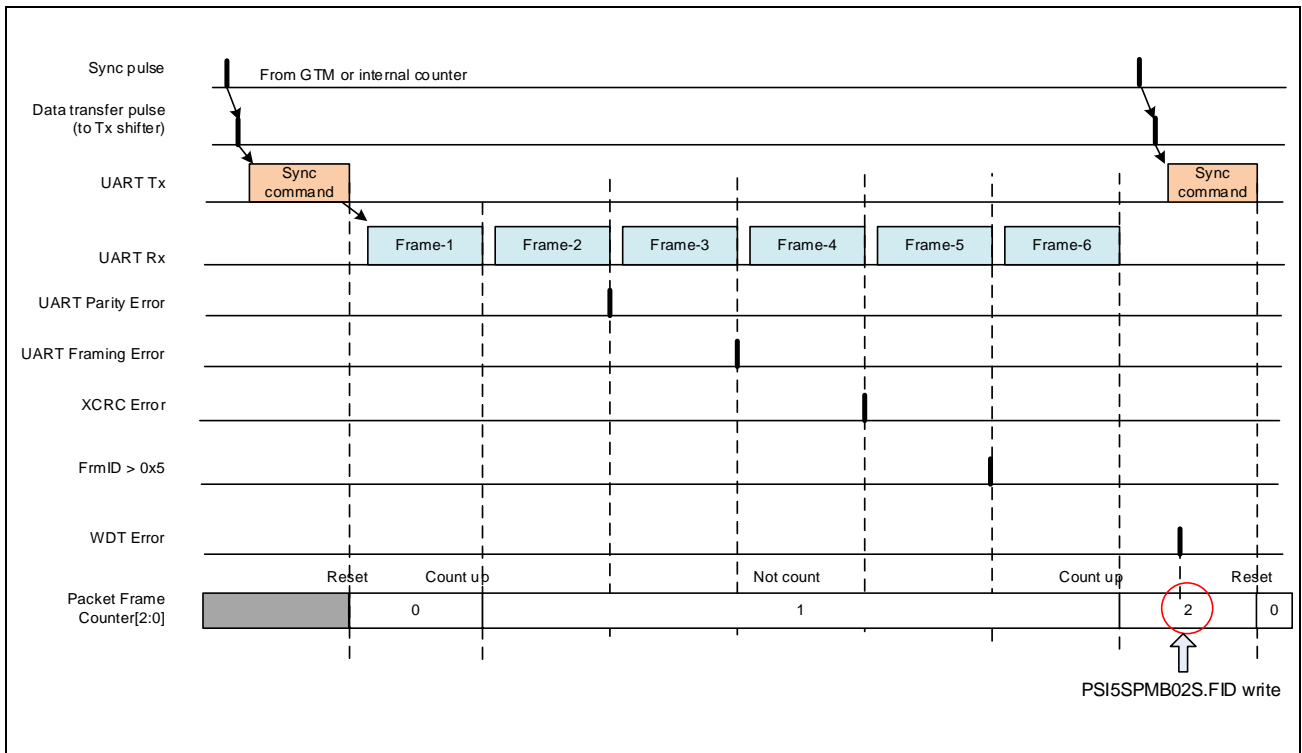 Sync pulse
From GTM or internal counter
Data transfer pulse
(to Tx shifter)
UART Tx
Sync
command
Sync
command
UART Rx
Frame-1
Frame-2
Frame-3
Frame-4
Frame-5
Frame-6
UART Parity Error
UART Framing Error
XCRC Error
FrmID > 0x5
WDT Error
Reset
Count up
Not count
Count up
Reset
Packet Frame
Counter[2:0]
0
1
2
0
PSI5SPMB02S.FID write